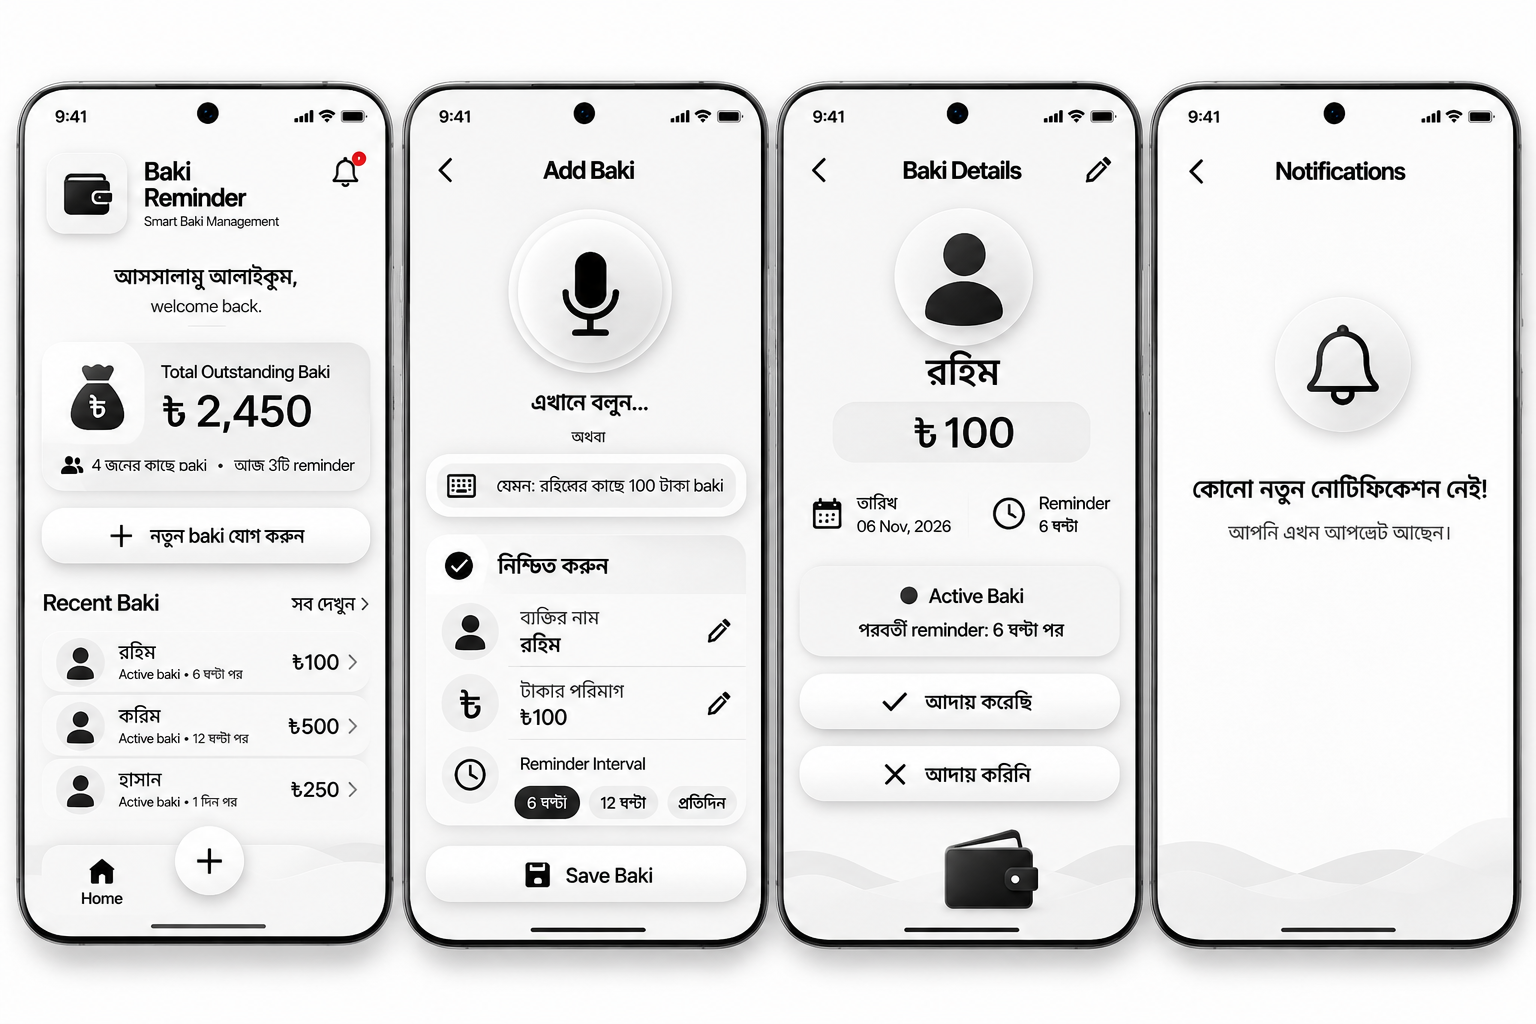 9:41
Baki
Reminder
Smart Baki Management
আসসালামু আলাইকুম,
welcome back.
Total Outstanding Baki
৳ 2,450
4 জনের কাছে baki • আজ 3টি reminder
+ নতুন baki যোগ করুন
Recent Baki
সব দেখুন >
রহিম
Active baki • 6 ঘন্টা পর
৳100 >
করিম
Active baki • 12 ঘন্টা পর
৳500 >
হাসান
Active baki • 1 দিন পর
৳250 >
+
Home
9:41
Add Baki
এখানে বলুন...
অথবা
যেমন: কাছে 100 টাকা baki
নিশ্চিত করুন
ব্যক্তির নাম
রহিম
টাকার পরিমাগ
৳100
Reminder Interval
6 ঘন্টা
12 ঘন্টা
প্রতিদিন
Save Baki
9:41
Baki Details
রহিম
৳ 100
তারিখ
06 Nov, 2026
Reminder
6 ঘন্টা
Active Baki
পরবর্তী reminder: 6 ঘন্টা পর
আদায় করেছি
আদায় করিনি
9:41
Notifications
কোনো নতুন নোটিফিকেশন নেই!
আপনি এখন আছেন।